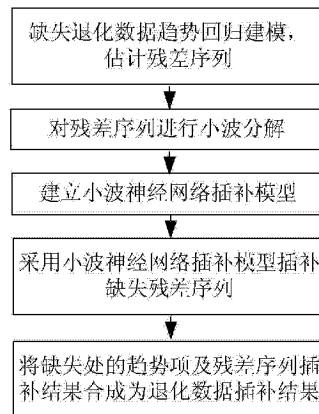 缺失退化数据趋势回归建模，
估计残差序列
对残差序列进行小波分解
建立小波神经网络插补模型
采用小波神经网络插补模型插补
缺失残差序列
将缺失处的趋势项及残差序列插
补结果合成为退化数据插补结果